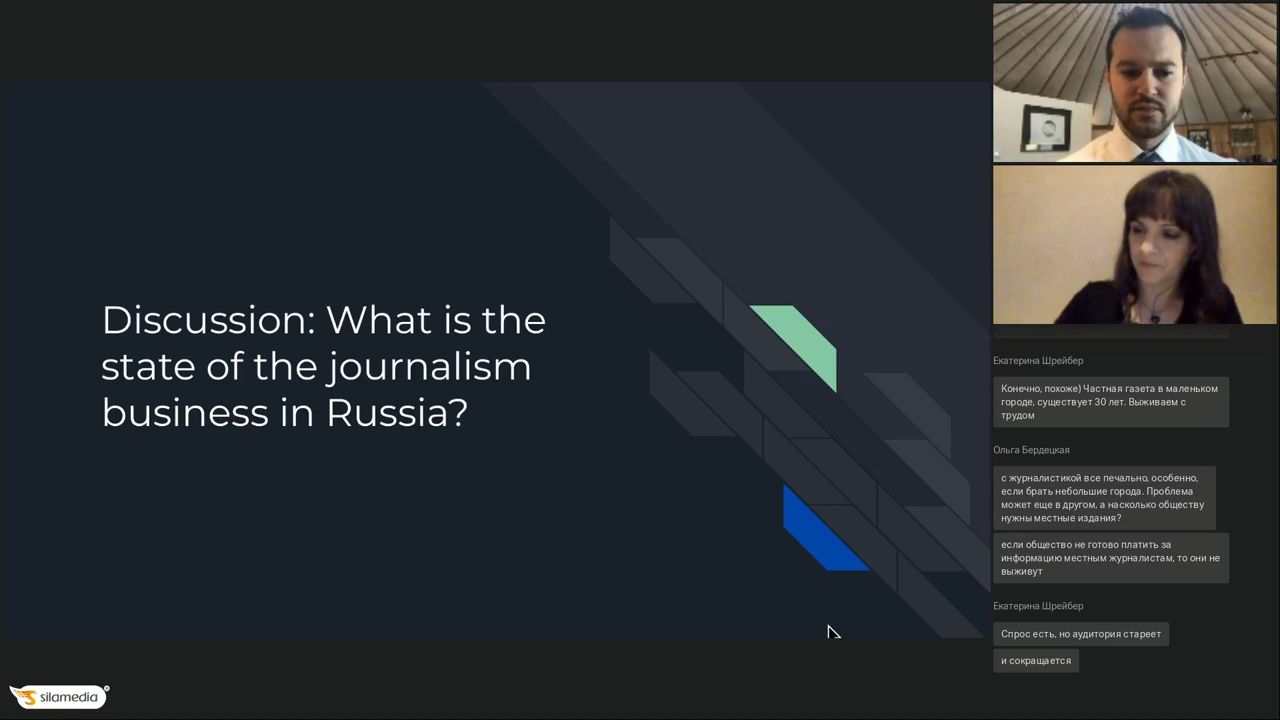 Discussion: What is the
state of the journalism
business in Russia?
Екатерина Шрейбер
Конечно, похоже) Частная газета в маленьком
городе, существует 30 лет. Выживаем с
трудом
Ольга Бердецкая
с журналистикой все печально, особенно,
если брать небольшие города. Проблема
может еще в другом, а насколько обществу
нужны местные издания?
если общество не готово платить за
информацию местным журналистам, то они не
выживут
Екатерина Шрейбер
Спрос есть, но аудитория стареет
и сокращается
silamedia